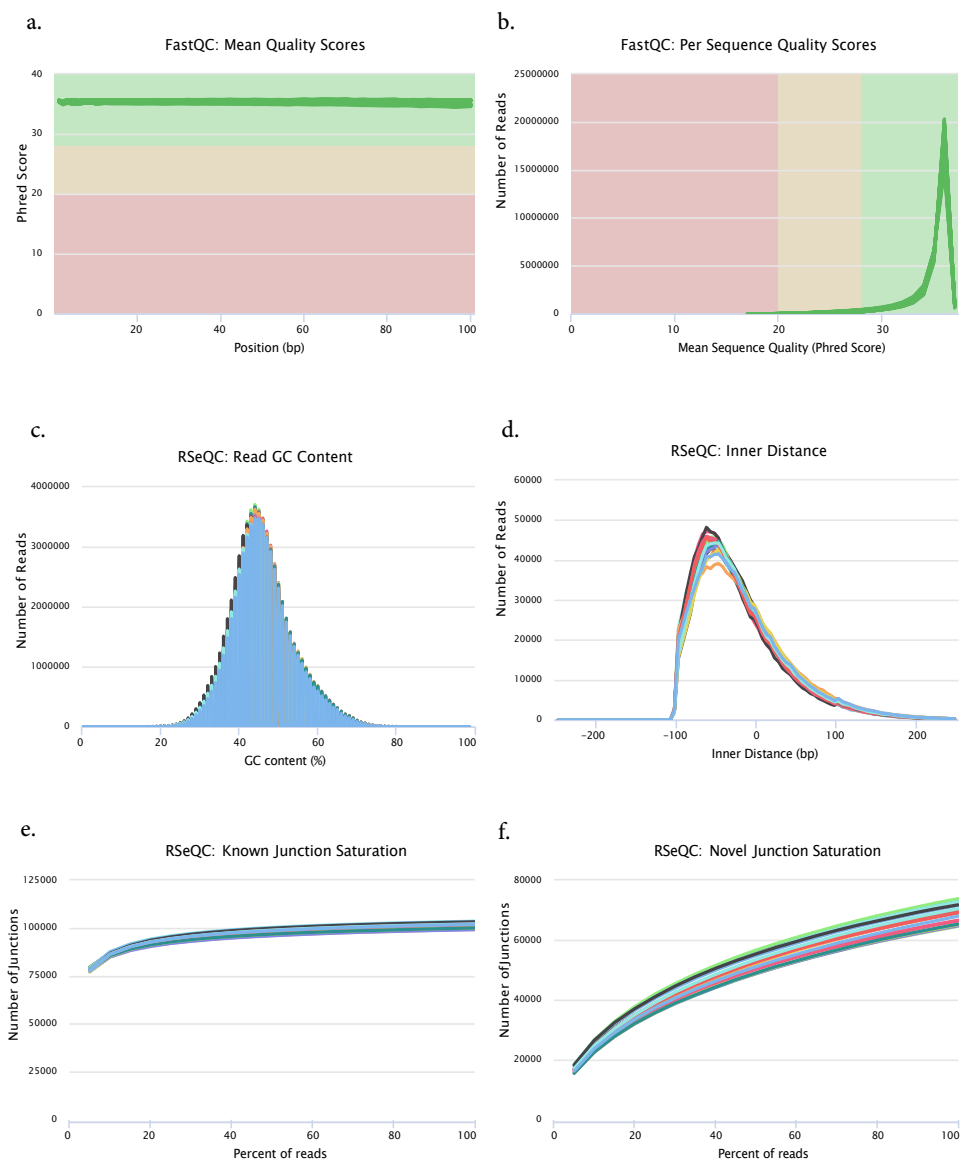 a.
FastQC: Mean Quality Scores
Phred Score
40
30
20
10
0
20
40
60
80
100
Position (bp)
b.
FastQC: Per Sequence Quality Scores
Number of Reads
25000000
20000000
15000000
10000000
5000000
0
0
10
20
30
Mean Sequence Quality (Phred Score)
c.
RSeQC: Read GC Content
Number of Reads
4000000
3000000
2000000
1000000
0
0
20
40
60
80
100
GC content (%)
d.
RSeQC: Inner Distance
Number of Reads
60000
50000
40000
30000
20000
10000
0
-200
-100
0
100
200
Inner Distance (bp)
e.
RSeQC: Known Junction Saturation
Number of Junctions
125000
100000
75000
50000
25000
0
0
20
40
60
80
100
Percent of reads
f.
RSeQC: Novel Junction Saturation
Number of Junctions
80000
60000
40000
20000
0
0
20
40
60
80
100
Percent of reads